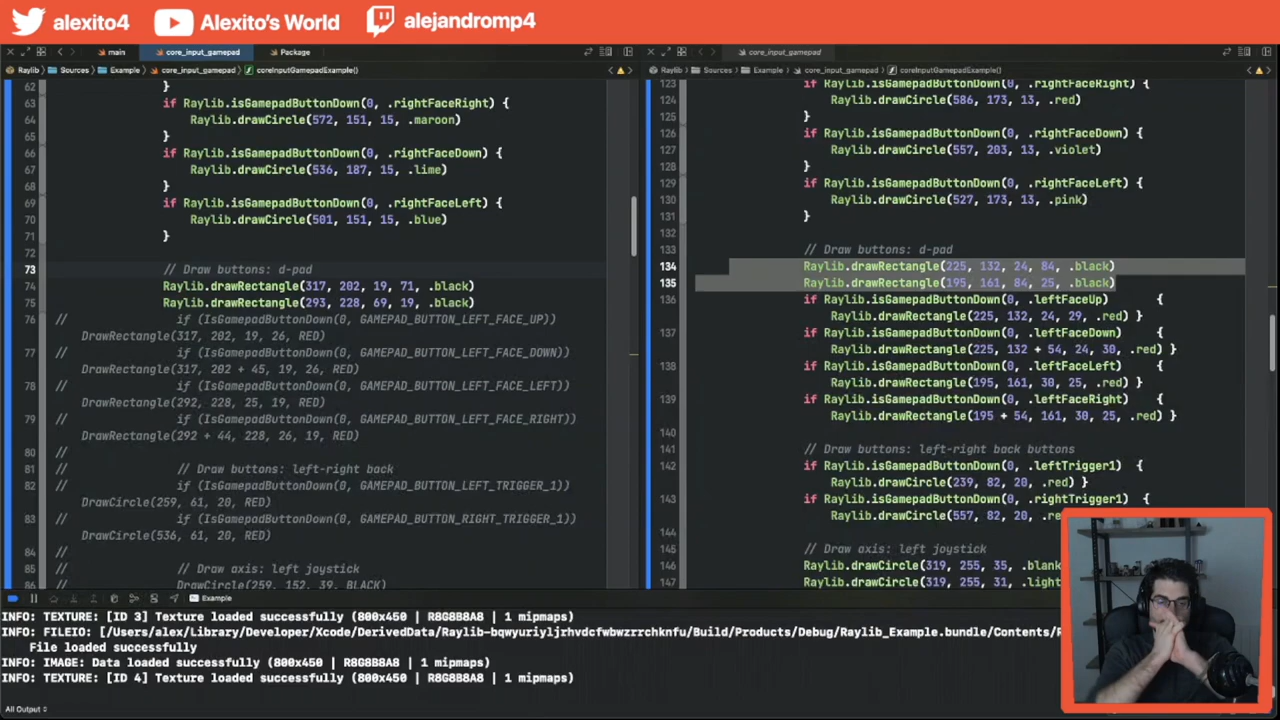 alexito4
Alexito's World
alejandromp4
main
core_input_gamepad
Package
core_input_gamepad
Raylib
Sources
Example
core_input_gamepad
coreInputGamepadExample()
Raylib
Sources
Example
core_input_gamepad
coreInputGamepadExample()
62 }
63 if Raylib.isGamepadButtonDown(0, .rightFaceRight) {
64 Raylib.drawCircle(572, 151, 15, .maroon)
65 }
66 if Raylib.isGamepadButtonDown(0, .rightFaceDown) {
67 Raylib.drawCircle(536, 187, 15, .lime)
68 }
69 if Raylib.isGamepadButtonDown(0, .rightFaceLeft) {
70 Raylib.drawCircle(501, 151, 15, .blue)
71 }
72
73 // Draw buttons: d-pad
74 Raylib.drawRectangle(317, 202, 19, 71, .black)
75 Raylib.drawRectangle(293, 228, 69, 19, .black)
76 // if (IsGamepadButtonDown(0, GAMEPAD_BUTTON_LEFT_FACE_UP))
DrawRectangle(317, 202, 19, 26, RED)
77 // if (IsGamepadButtonDown(0, GAMEPAD_BUTTON_LEFT_FACE_DOWN))
DrawRectangle(317, 202 + 45, 19, 26, RED)
78 // if (IsGamepadButtonDown(0, GAMEPAD_BUTTON_LEFT_FACE_LEFT))
DrawRectangle(292, 228, 25, 19, RED)
79 // if (IsGamepadButtonDown(0, GAMEPAD_BUTTON_LEFT_FACE_RIGHT))
DrawRectangle(292 + 44, 228, 26, 19, RED)
80 //
81 // // Draw buttons: left-right back
82 // if (IsGamepadButtonDown(0, GAMEPAD_BUTTON_LEFT_TRIGGER_1))
DrawCircle(259, 61, 20, RED)
83 // if (IsGamepadButtonDown(0, GAMEPAD_BUTTON_RIGHT_TRIGGER_1))
DrawCircle(536, 61, 20, RED)
84 //
85 // // Draw axis: left joystick
86 // DrawCircle(259, 152, 39, BLACK)
123 if Raylib.isGamepadButtonDown(0, .rightFaceRight) {
124 Raylib.drawCircle(586, 173, 13, .red)
125 }
126 if Raylib.isGamepadButtonDown(0, .rightFaceDown) {
127 Raylib.drawCircle(557, 203, 13, .violet)
128 }
129 if Raylib.isGamepadButtonDown(0, .rightFaceLeft) {
130 Raylib.drawCircle(527, 173, 13, .pink)
131 }
132
133 // Draw buttons: d-pad
134 Raylib.drawRectangle(225, 132, 24, 84, .black)
135 Raylib.drawRectangle(195, 161, 84, 25, .black)
136 if Raylib.isGamepadButtonDown(0, .leftFaceUp) {
Raylib.drawRectangle(225, 132, 24, 29, .red) }
137 if Raylib.isGamepadButtonDown(0, .leftFaceDown) {
Raylib.drawRectangle(225, 132 + 54, 24, 30, .red) }
138 if Raylib.isGamepadButtonDown(0, .leftFaceLeft) {
Raylib.drawRectangle(195, 161, 30, 25, .red) }
139 if Raylib.isGamepadButtonDown(0, .leftFaceRight) {
Raylib.drawRectangle(195 + 54, 161, 30, 25, .red) }
140
141 // Draw buttons: left-right back buttons
142 if Raylib.isGamepadButtonDown(0, .leftTrigger1) {
Raylib.drawCircle(239, 82, 20, .red) }
143 if Raylib.isGamepadButtonDown(0, .rightTrigger1) {
Raylib.drawCircle(557, 82, 20, .re
144
145 // Draw axis: left joystick
146 Raylib.drawCircle(319, 255, 35, .blank
147 Raylib.drawCircle(319, 255, 31, .light
Example
INFO: TEXTURE: [ID 3] Texture loaded successfully (800x450 | R8G8B8A8 | 1 mipmaps)
INFO: FILEIO: [/Users/alex/Library/Developer/Xcode/DerivedData/Raylib-bqwyuriyljrhvdcfwbwzrrchknfu/Build/Products/Debug/Raylib_Example.bundle/Contents/R
File loaded successfully
INFO: IMAGE: Data loaded successfully (800x450 | R8G8B8A8 | 1 mipmaps)
INFO: TEXTURE: [ID 4] Texture loaded successfully (800x450 | R8G8B8A8 | 1 mipmaps)
All Output